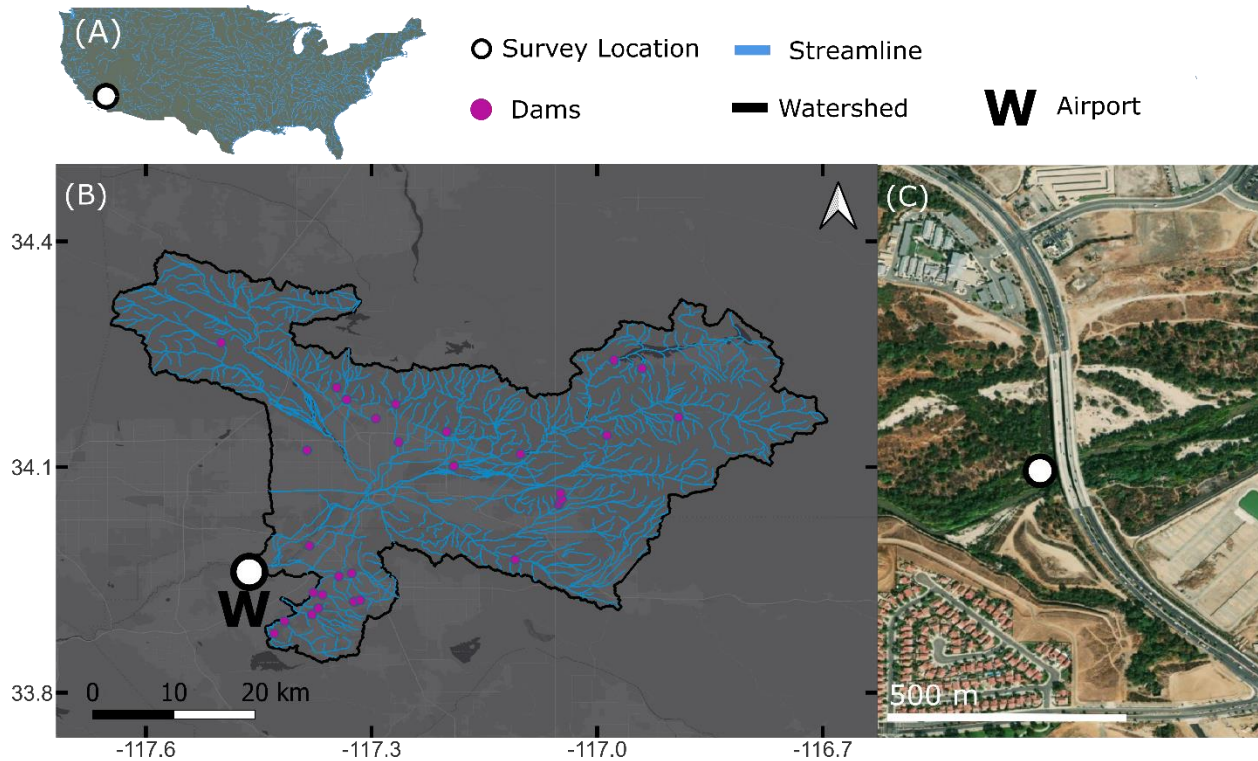 (A)
Survey Location
Streamline
Dams
Watershed
W
Airport
(B)
(C)
34.4
34.1
33.8
W
0 10 20 km
500 m
-117.6 -117.3 -117.0 -116.7